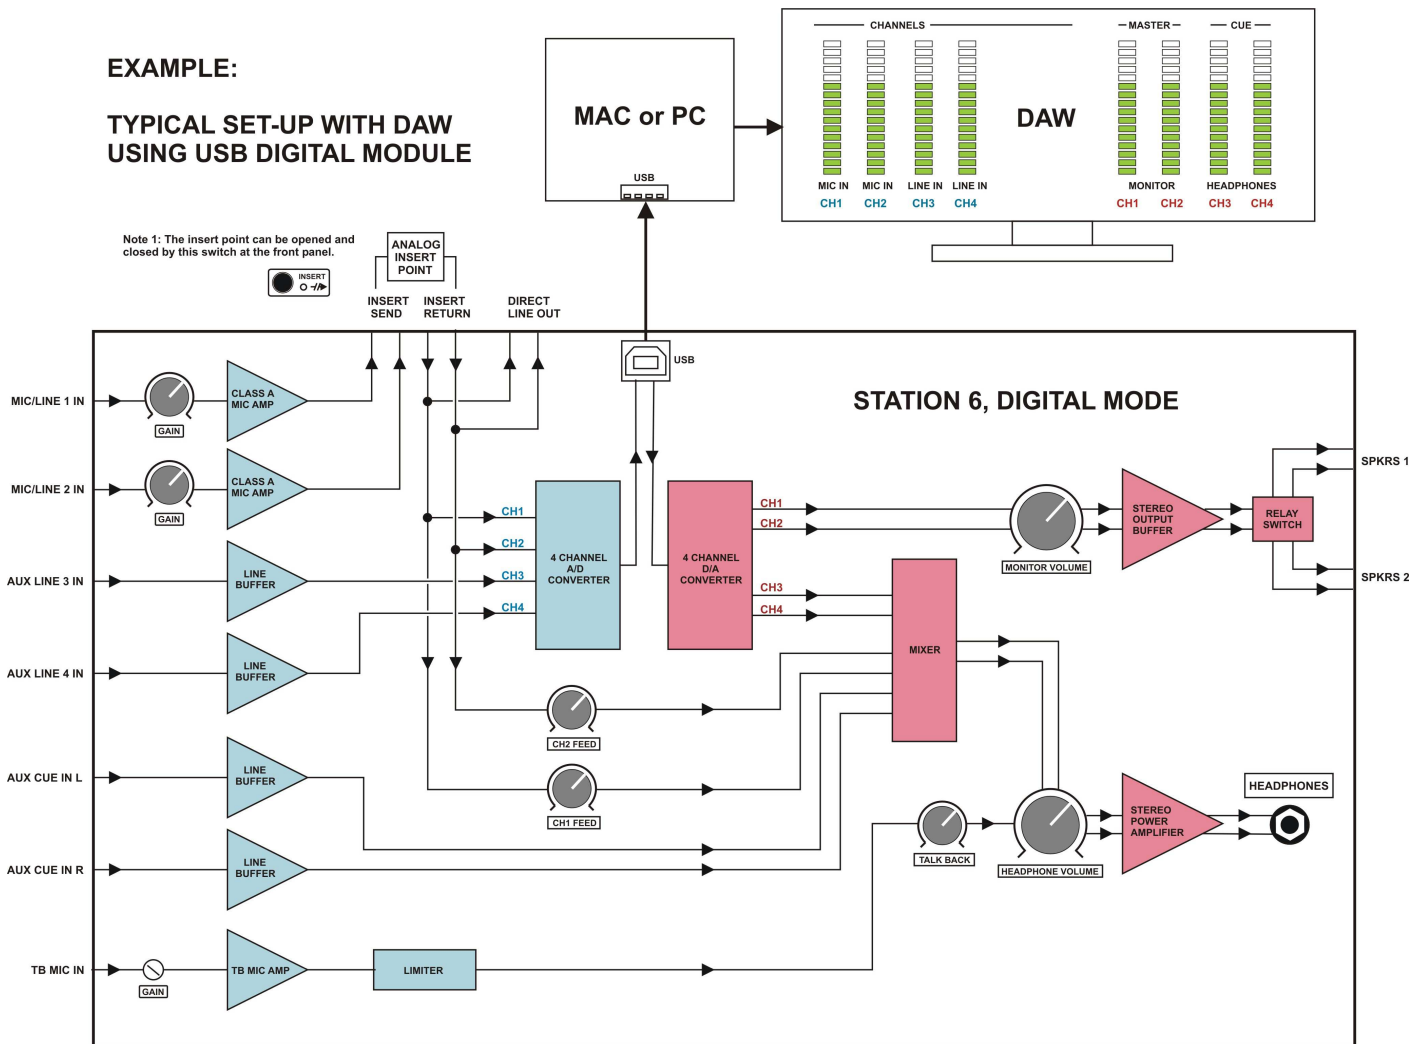 EXAMPLE:
TYPICAL SET-UP WITH DAW
USING USB DIGITAL MODULE
MAC or PC
USB
CHANNELS
MASTER
CUE
DAW
MIC IN MIC IN LINE IN LINE IN
CH1 CH2 CH3 CH4
MONITOR HEADPHONES
CH1 CH2 CH3 CH4
Note 1: The insert point can be opened and
closed by this switch at the front panel.
INSERT
ANALOG
INSERT
POINT
INSERT
SEND
INSERT
RETURN
DIRECT
LINE OUT
USB
STATION 6, DIGITAL MODE
MIC/LINE 1 IN
GAIN
CLASS A
MIC AMP
MIC/LINE 2 IN
GAIN
CLASS A
MIC AMP
AUX LINE 3 IN
LINE
BUFFER
AUX LINE 4 IN
LINE
BUFFER
AUX CUE IN L
LINE
BUFFER
AUX CUE IN R
LINE
BUFFER
TB MIC IN
GAIN
TB MIC AMP
LIMITER
CH1
CH2
CH3
CH4
4 CHANNEL
A/D
CONVERTER
4 CHANNEL
D/A
CONVERTER
CH1
CH2
CH3
CH4
CH2 FEED
CH1 FEED
MIXER
MONITOR VOLUME
STEREO
OUTPUT
BUFFER
RELAY
SWITCH
SPKRS 1
SPKRS 2
TALK BACK
HEADPHONE VOLUME
STEREO
POWER
AMPLIFIER
HEADPHONES